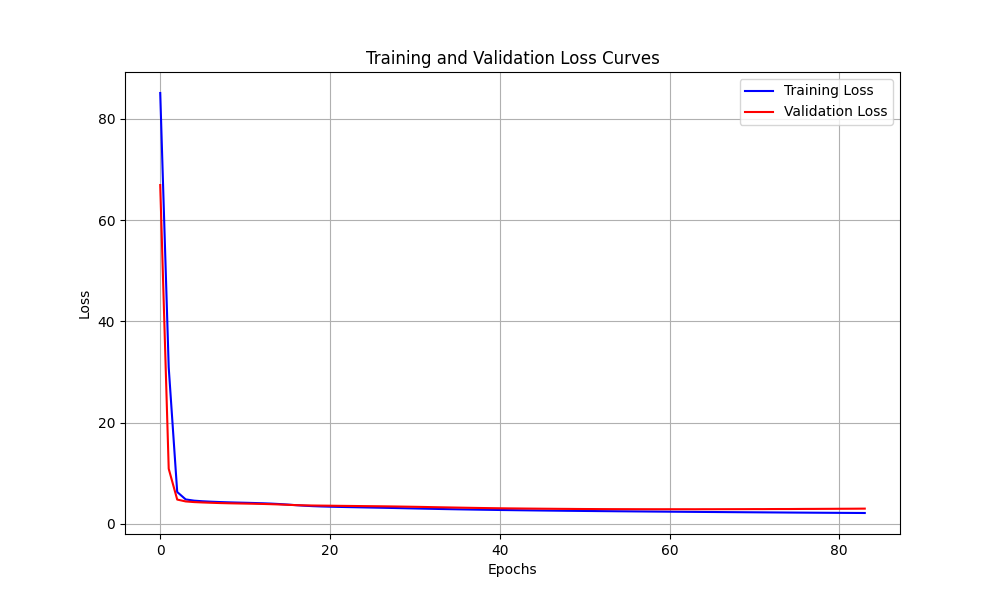 Training and Validation Loss Curves
Training Loss
Validation Loss
80
60
40
20
0
Loss
0 20 40 60 80
Epochs